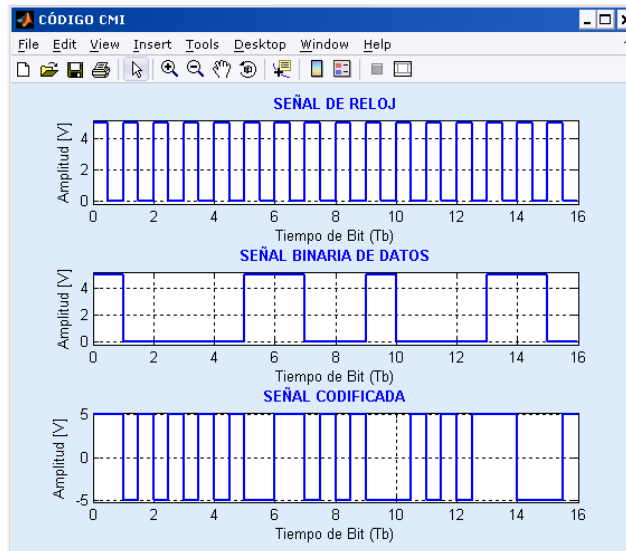 CÓDIGO CMI
File Edit View Insert Tools Desktop Window Help
SEÑAL DE RELOJ
Amplitud [V]
4
2
0
0 2 4 6 8 10 12 14 16
Tiempo de Bit (Tb)
SEÑAL BINARIA DE DATOS
Amplitud [V]
4
2
0
0 2 4 6 8 10 12 14 16
Tiempo de Bit (Tb)
SEÑAL CODIFICADA
Amplitud [V]
5
0
-5
0 2 4 6 8 10 12 14 16
Tiempo de Bit (Tb)